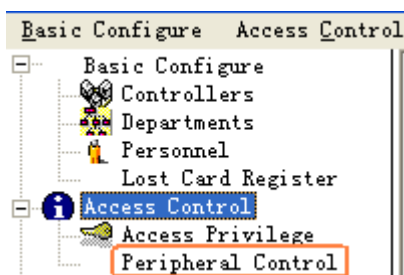 Basic Configure Access Control
Basic Configure
Controllers
Departments
Personnel
Lost Card Register
Access Control
Access Privilege
Peripheral Control